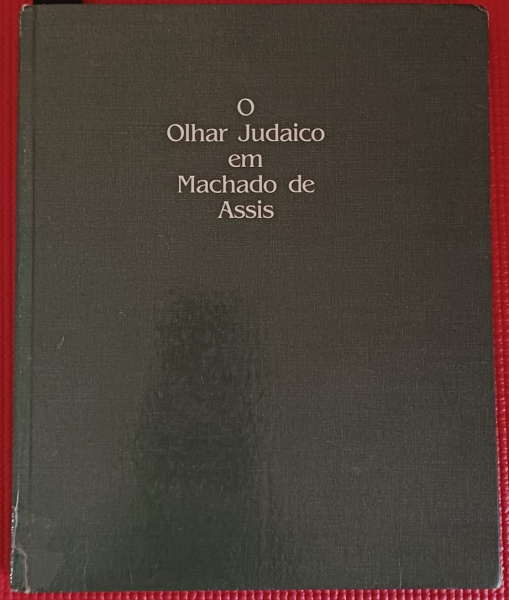 O
Olhar Judaico
em
Machado de
Assis